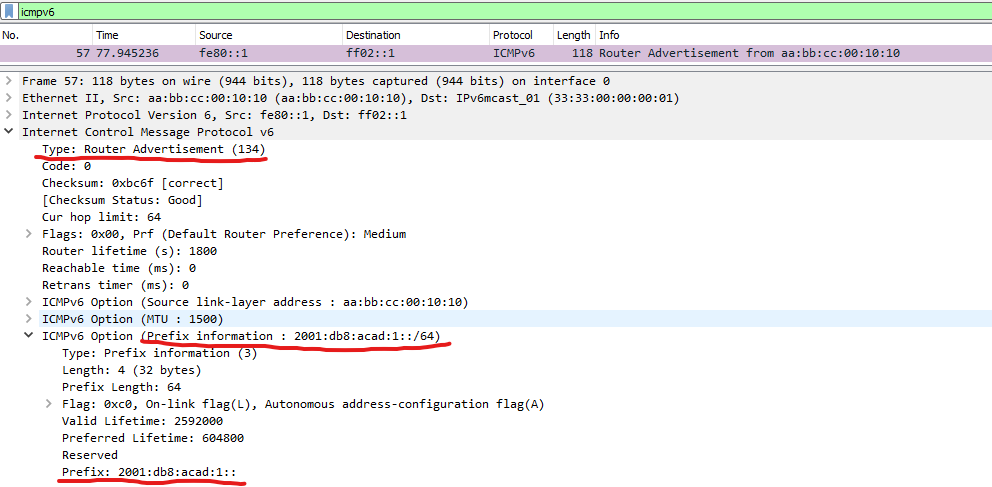 icmpv6
No. Time Source Destination Protocol Length Info
57 77.945236 fe80::1 ff02::1 ICMPv6 118 Router Advertisement from aa:bb:cc:00:10:10
Frame 57: 118 bytes on wire (944 bits), 118 bytes captured (944 bits) on interface 0
Ethernet II, Src: aa:bb:cc:00:10:10 (aa:bb:cc:00:10:10), Dst: IPv6mcast_01 (33:33:00:00:00:01)
Internet Protocol Version 6, Src: fe80::1, Dst: ff02::1
Internet Control Message Protocol v6
Type: Router Advertisement (134)
Code: 0
Checksum: 0xbc6f [correct]
[Checksum Status: Good]
Cur hop limit: 64
Flags: 0x00, Prf (Default Router Preference): Medium
Router lifetime (s): 1800
Reachable time (ms): 0
Retrans timer (ms): 0
ICMPv6 Option (Source link-layer address : aa:bb:cc:00:10:10)
ICMPv6 Option (MTU : 1500)
ICMPv6 Option (Prefix information : 2001:db8:acad:1::/64)
Type: Prefix information (3)
Length: 4 (32 bytes)
Prefix Length: 64
Flag: 0xc0, On-link flag(L), Autonomous address-configuration flag(A)
Valid Lifetime: 2592000
Preferred Lifetime: 604800
Reserved
Prefix: 2001:db8:acad:1::